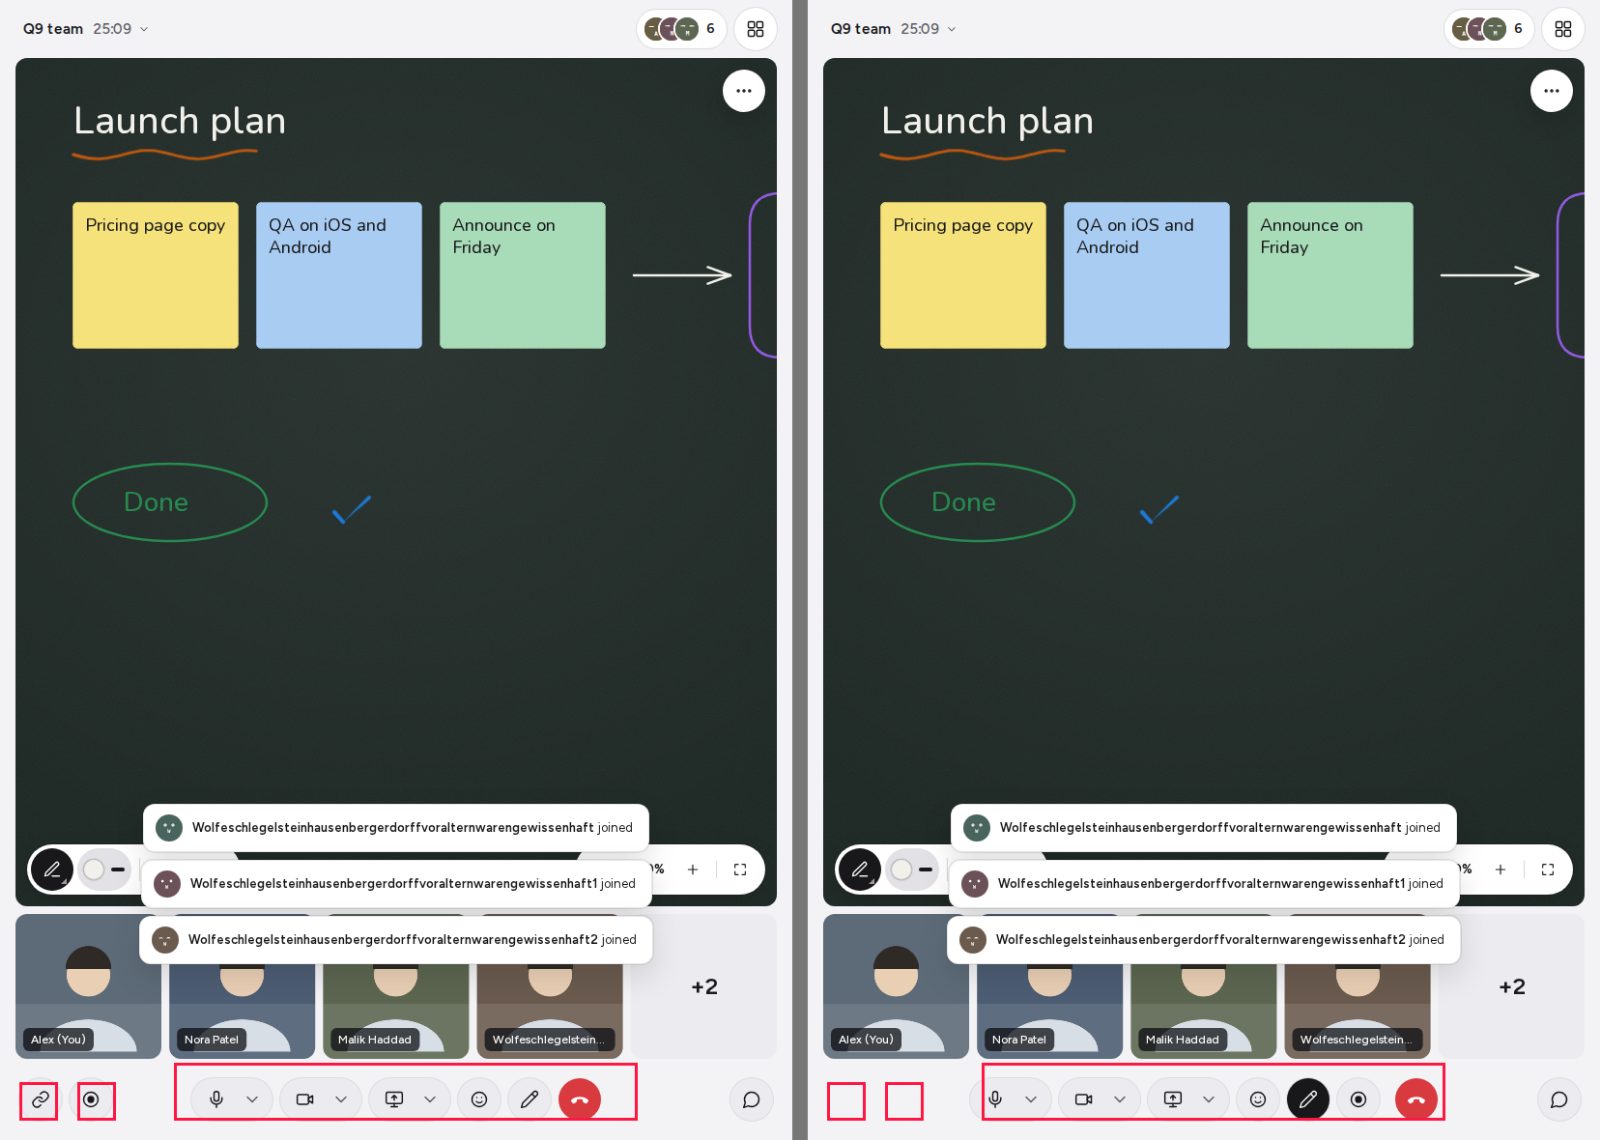 Q9 team 25:09
6
Launch plan
Pricing page copy
QA on iOS and
Android
Announce on
Friday
Done
Wolfeschlegelsteinhausenbergerdorffvoralternwarengewissenhaft joined
Wolfeschlegelsteinhausenbergerdorffvoralternwarengewissenhaft1 joined
Wolfeschlegelsteinhausenbergerdorffvoralternwarengewissenhaft2 joined
+2
Alex (You)
Nora Patel
Malik Haddad
Wolfeschlegelstein...
Q9 team 25:09
6
Launch plan
Pricing page copy
QA on iOS and
Android
Announce on
Friday
Done
Wolfeschlegelsteinhausenbergerdorffvoralternwarengewissenhaft joined
Wolfeschlegelsteinhausenbergerdorffvoralternwarengewissenhaft1 joined
Wolfeschlegelsteinhausenbergerdorffvoralternwarengewissenhaft2 joined
+2
Alex (You)
Nora Patel
Malik Haddad
Wolfeschlegelstein...